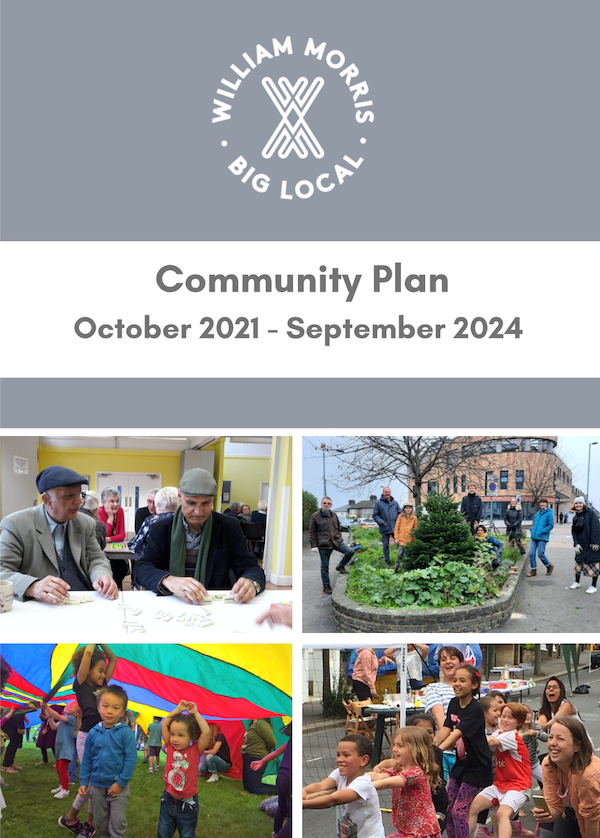 WILLIAM MORRIS
• BIG LOCAL •
Community Plan
October 2021 - September 2024